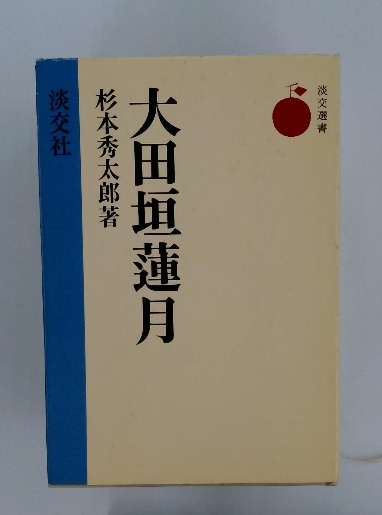 淡交選書
大田垣蓮月
杉本秀太郎著
淡交社